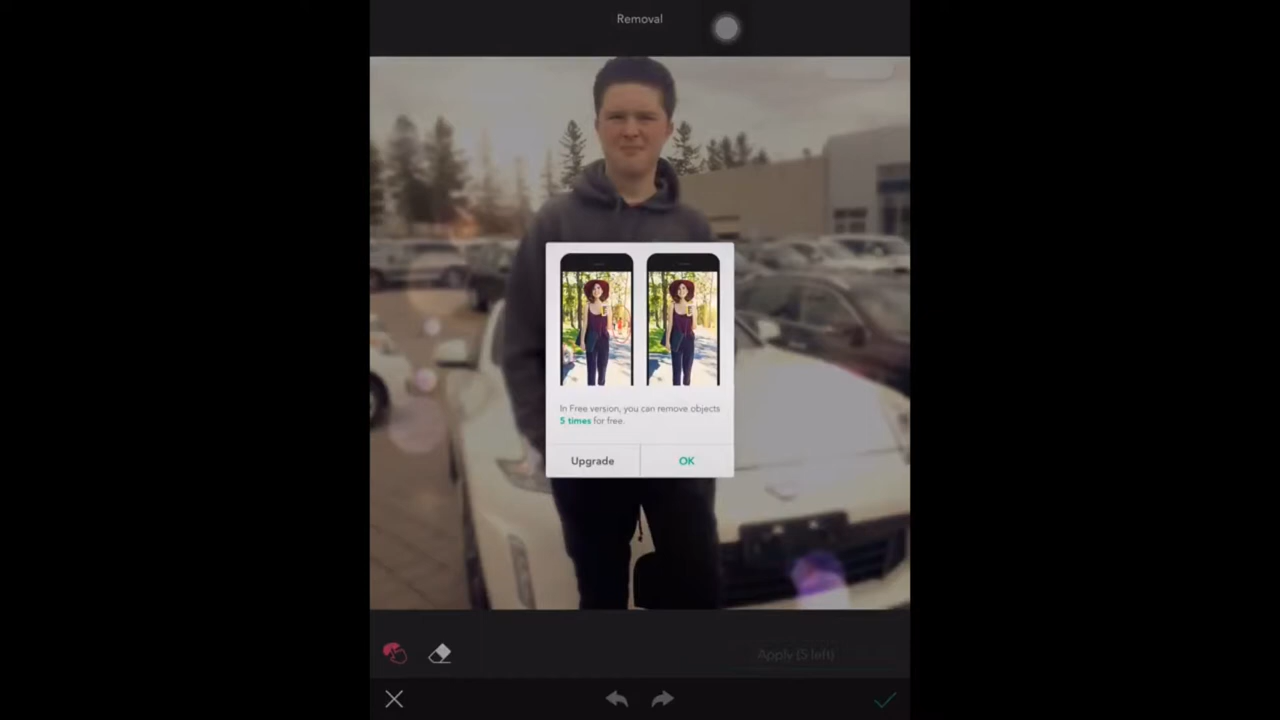 Removal
In Free version, you can remove objects
5 times for free.
Upgrade
OK
Apply (5 left)